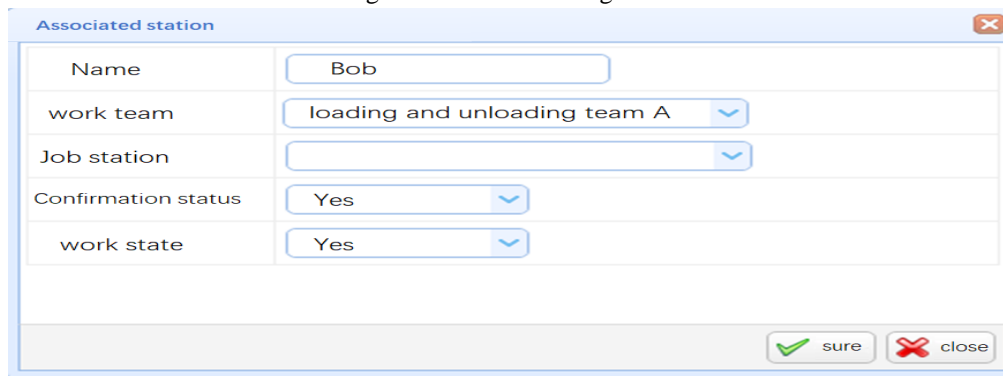 Associated station
Name Bob
work team loading and unloading team A
Job station
Confirmation status Yes
work state Yes
sure close